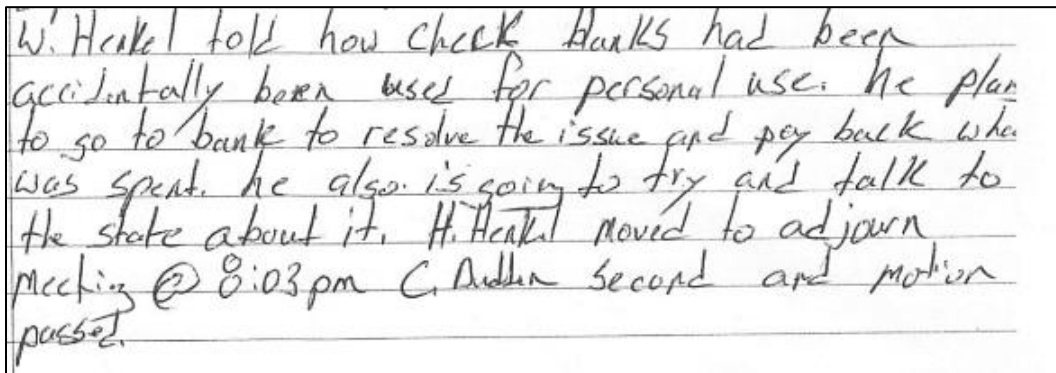 W. Henkel told how check blanks had been
accidentally been used for personal use. he plan
to go to bank to resolve the issue and pay back wha
was spent. he also is going to try and talk to
the state about it. H. Henkel moved to adjourn
meeting @ 8:03 pm C. second and motion
passed.